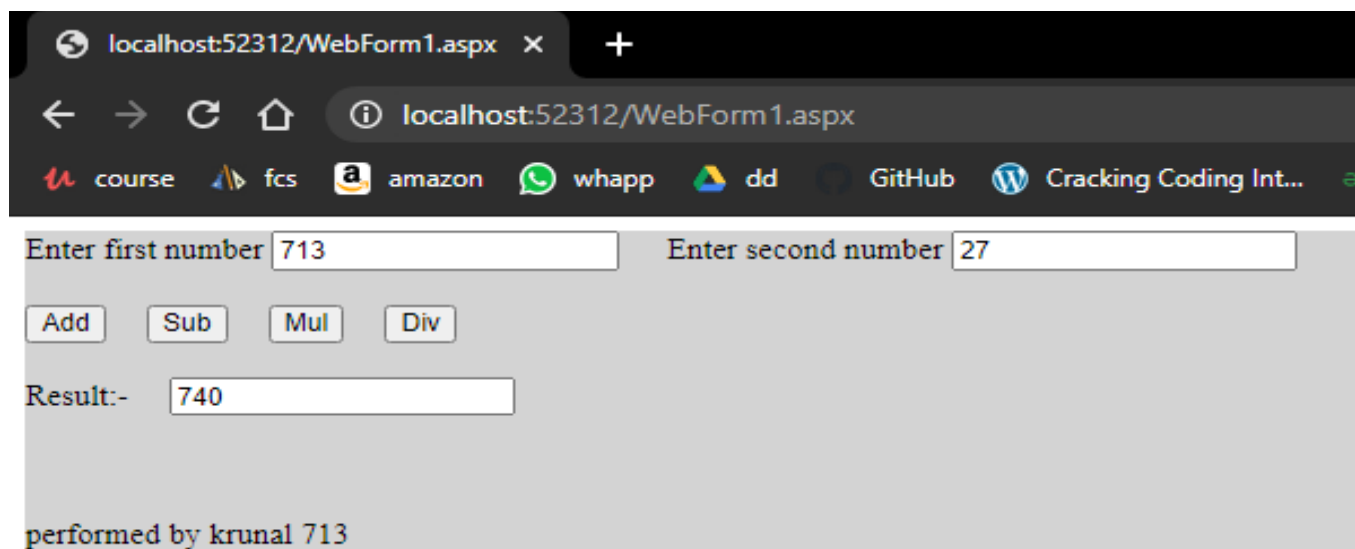 localhost:52312/WebForm1.aspx
localhost:52312/WebForm1.aspx
course fcs amazon whapp dd GitHub Cracking Coding Int...
Enter first number 713 Enter second number 27
Add Sub Mul Div
Result:- 740
performed by krunal 713